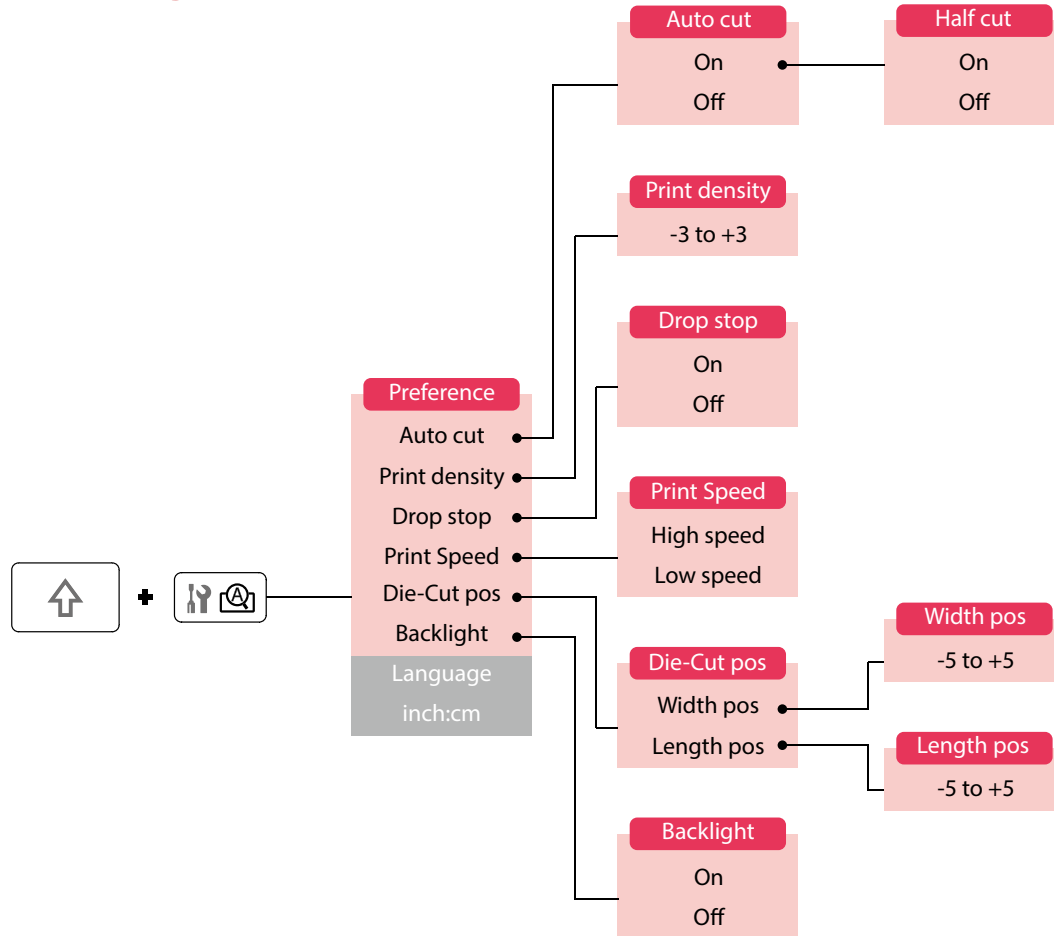 Auto cut
On
Off
Half cut
On
Off
Print density
-3 to +3
Drop stop
On
Off
Preference
Auto cut
Print density
Drop stop
Print Speed
Die-Cut pos
Backlight
Language
inch:cm
Print Speed
High speed
Low speed
A
Die-Cut pos
Width pos
Length pos
Width pos
-5 to +5
Length pos
-5 to +5
Backlight
On
Off